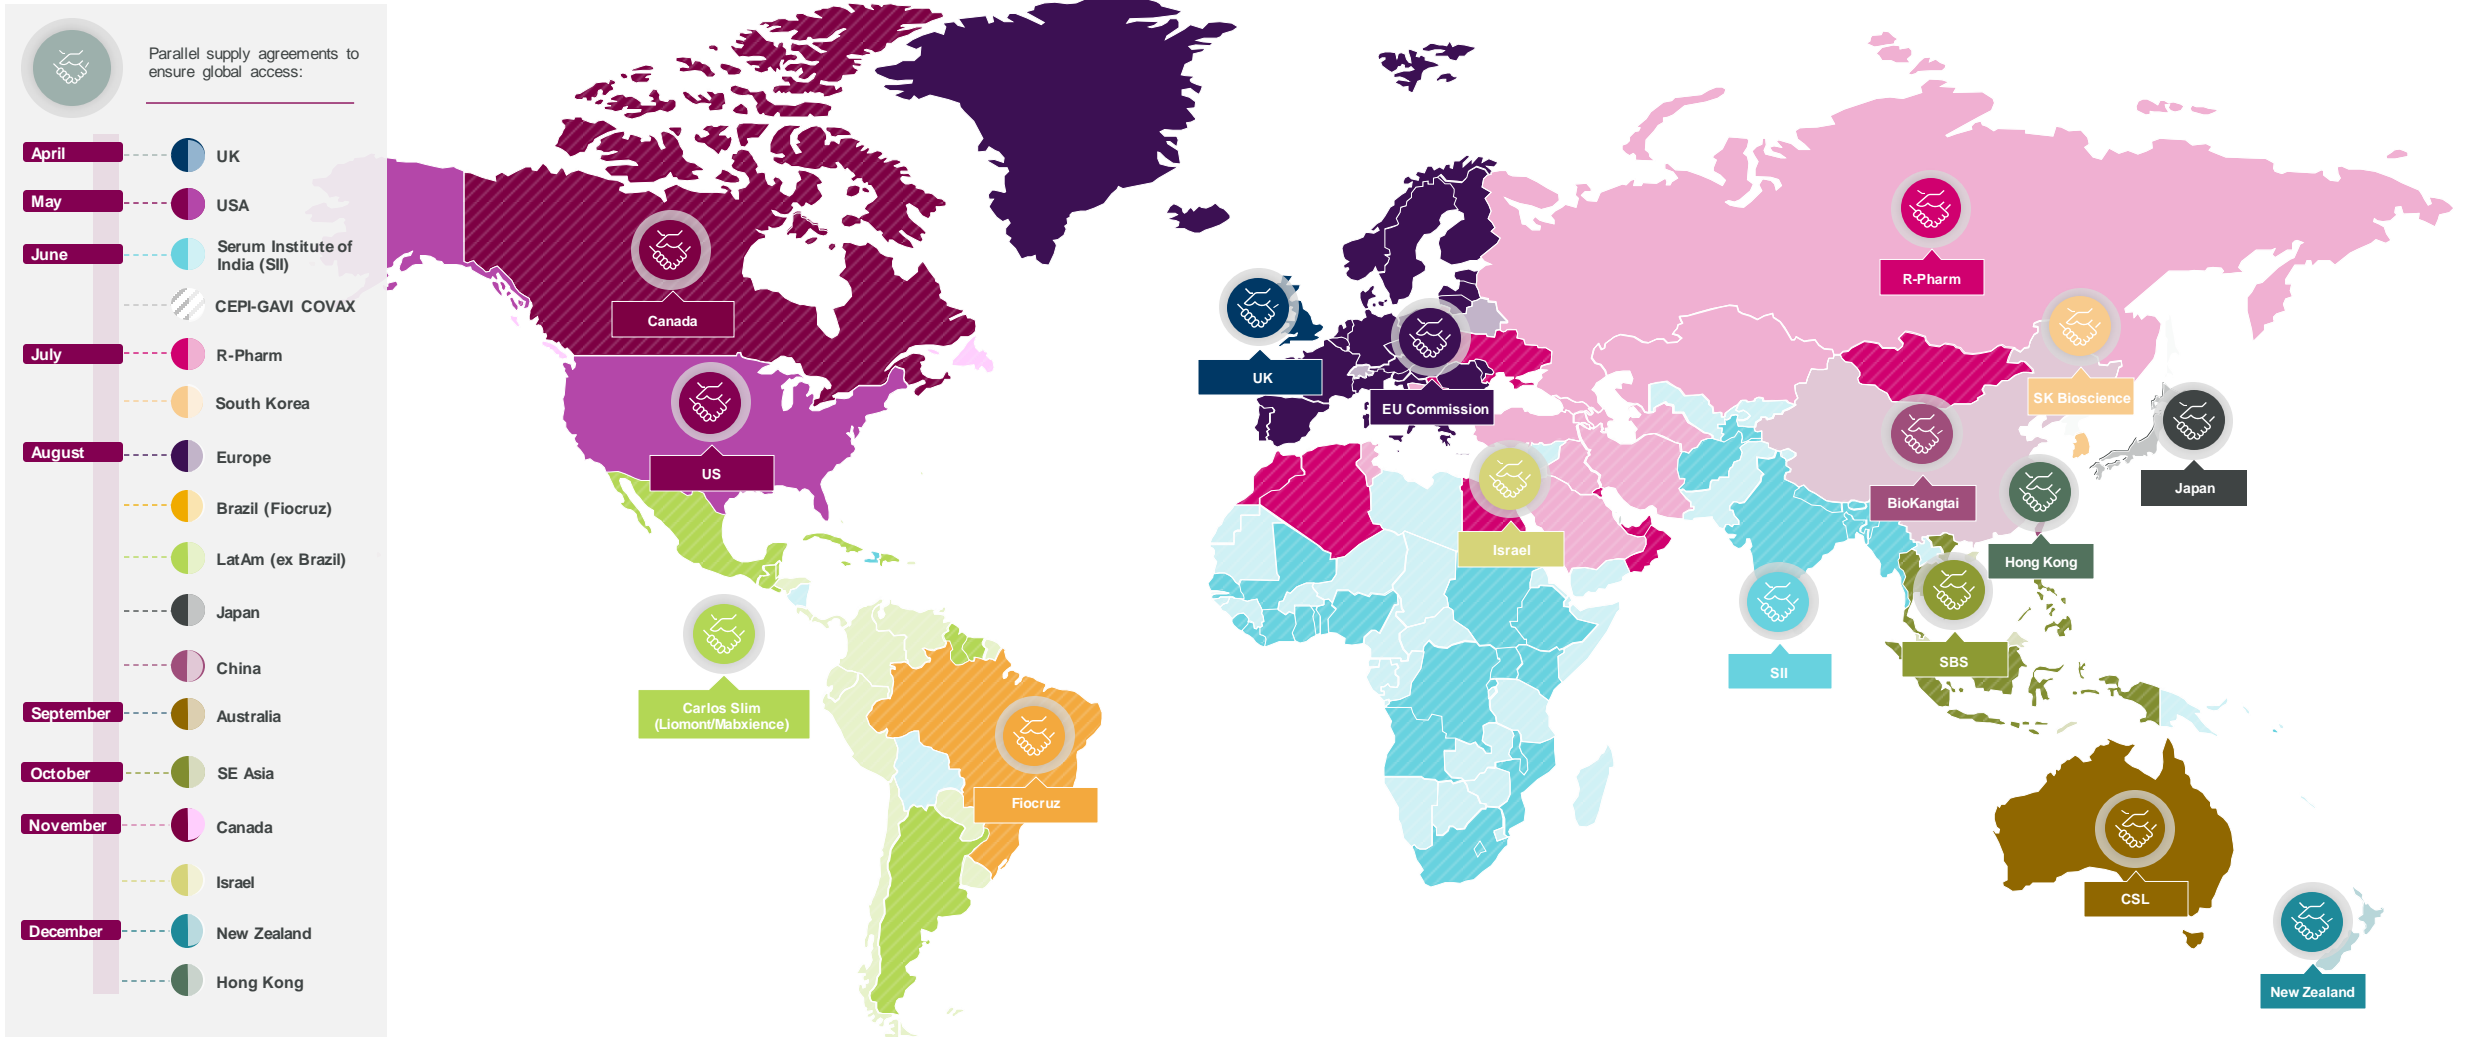 Parallel supply agreements to
ensure global access:
April
UK
May
USA
June
Serum Institute of
India (SII)
CEPI-GAVI COVAX
July
R-Pharm
South Korea
August
Europe
Brazil (Fiocruz)
LatAm (ex Brazil)
Japan
China
September
Australia
October
SE Asia
November
Canada
Israel
December
New Zealand
Hong Kong
Canada
US
Carlos Slim
(Liomont/Mabxience)
Fiocruz
UK
EU Commission
Israel
R-Pharm
SK Bioscience
BioKangtai
Japan
Hong Kong
SII
SBS
CSL
New Zealand